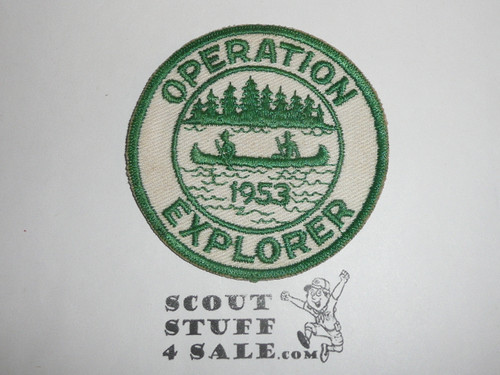 OPERATION
1953
EXPLORER
SCOUT
STUFF
4 SALE.com